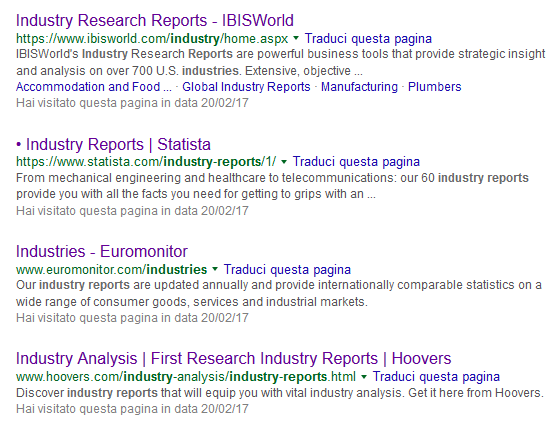 Industry Research Reports - IBISWorld
https://www.ibisworld.com/industry/home.aspx ▼ Traduci questa pagina
IBISWorld's Industry Research Reports are powerful business tools that provide strategic insight
and analysis on over 700 U.S. industries. Extensive, objective ...
Accommodation and Food ... · Global Industry Reports · Manufacturing · Plumbers
Hai visitato questa pagina in data 20/02/17
• Industry Reports | Statista
https://www.statista.com/industry-reports/1/ ▼ Traduci questa pagina
From mechanical engineering and healthcare to telecommunications: our 60 industry reports
provide you with all the facts you need for getting to grips with an ...
Hai visitato questa pagina in data 20/02/17
Industries - Euromonitor
www.euromonitor.com/industries ▼ Traduci questa pagina
Our industry reports are updated annually and provide internationally comparable statistics on a
wide range of consumer goods, services and industrial markets.
Hai visitato questa pagina in data 20/02/17
Industry Analysis | First Research Industry Reports | Hoovers
www.hoovers.com/industry-analysis/industry-reports.html ▼ Traduci questa pagina
Discover industry reports that will equip you with vital industry analysis. Get it here from Hoovers.
Hai visitato questa pagina in data 20/02/17